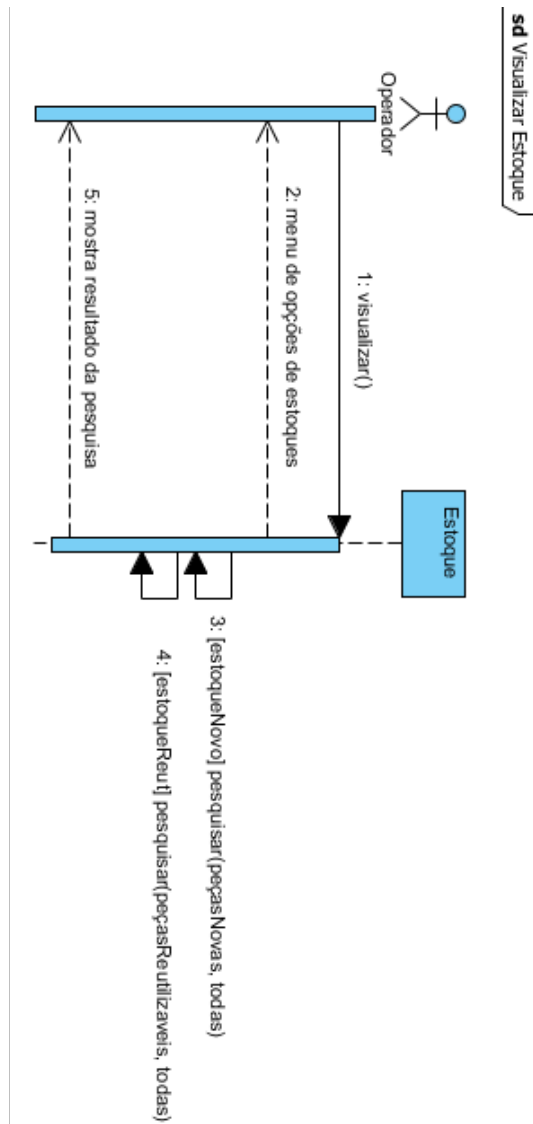 sd Visualizar Estoque
Operador
Estoque
1: visualizar()
2: menu de opções de estoques
3: [estoqueNovo] pesquisar(peçasNovas, todas)
4: [estoqueReut] pesquisar(peçasReutilizaveis, todas)
5: mostra resultado da pesquisa